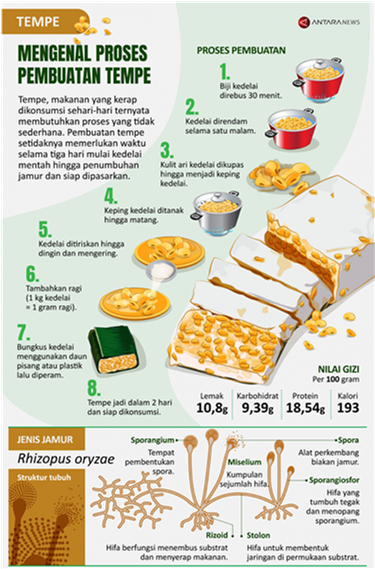 TEMPE
ANTARANEWS
MENGENAL PROSES
PEMBUATAN TEMPE
Tempe, makanan yang kerap
dikonsumsi sehari-hari ternyata
membutuhkan proses yang tidak
sederhana. Pembuatan tempe
setidaknya memerlukan waktu
selama tiga hari mulai kedelai
mentah hingga penumbuhan
jamur dan siap dipasarkan.
PROSES PEMBUATAN
1.
Biji kedelai
direbus 30 menit.
2.
Kedelai direndam
selama satu malam.
3.
Kulit ari kedelai dikupas
hingga menjadi keping
kedelai.
4.
Keping kedelai ditanak
hingga matang.
5.
Kedelai ditiriskan hingga
dingin dan mengering.
6.
Tambahkan ragi
(1 kg kedelai
= 1 gram ragi).
7.
Bungkus kedelai
menggunakan daun
pisang atau plastik
lalu diperam.
8.
Tempe jadi dalam 2 hari
dan siap dikonsumsi.
NILAI GIZI
Per 100 gram
Lemak Karbohidrat Protein Kalori
10,8g 9,39g 18,54g 193
JENIS JAMUR
Rhizopus oryzae
Struktur tubuh
Sporangium
Tempat
pembentukan
spora.
Miselium
Kumpulan
sejumlah hifa.
Spora
Alat perkembang
biakan jamur.
Sporangiosfor
Hifa yang
tumbuh tegak
dan menopang
sporangium.
Rizoid
Hifa berfungsi menembus substrat
dan menyerap makanan.
Stolon
Hifa untuk membentuk
jaringan di permukaan substrat.